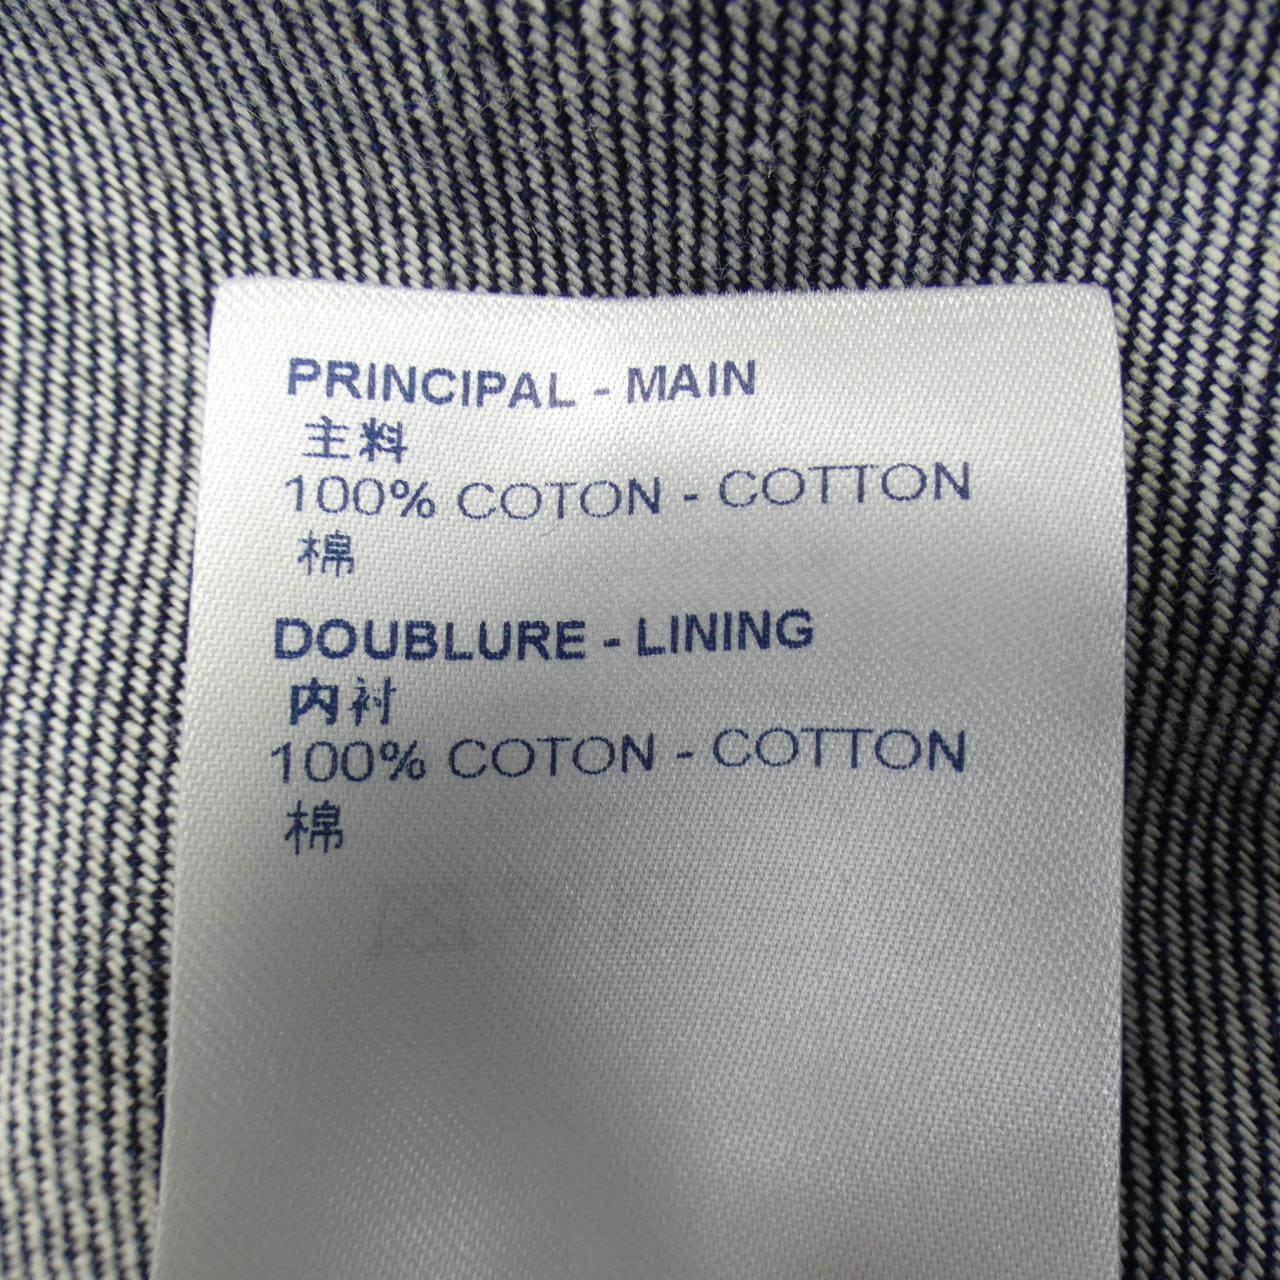 PRINCIPAL - MAIN
主料
100% COTON - COTTON
棉
DOUBLURE - LINING
内衬
100% COTON - COTTON
棉